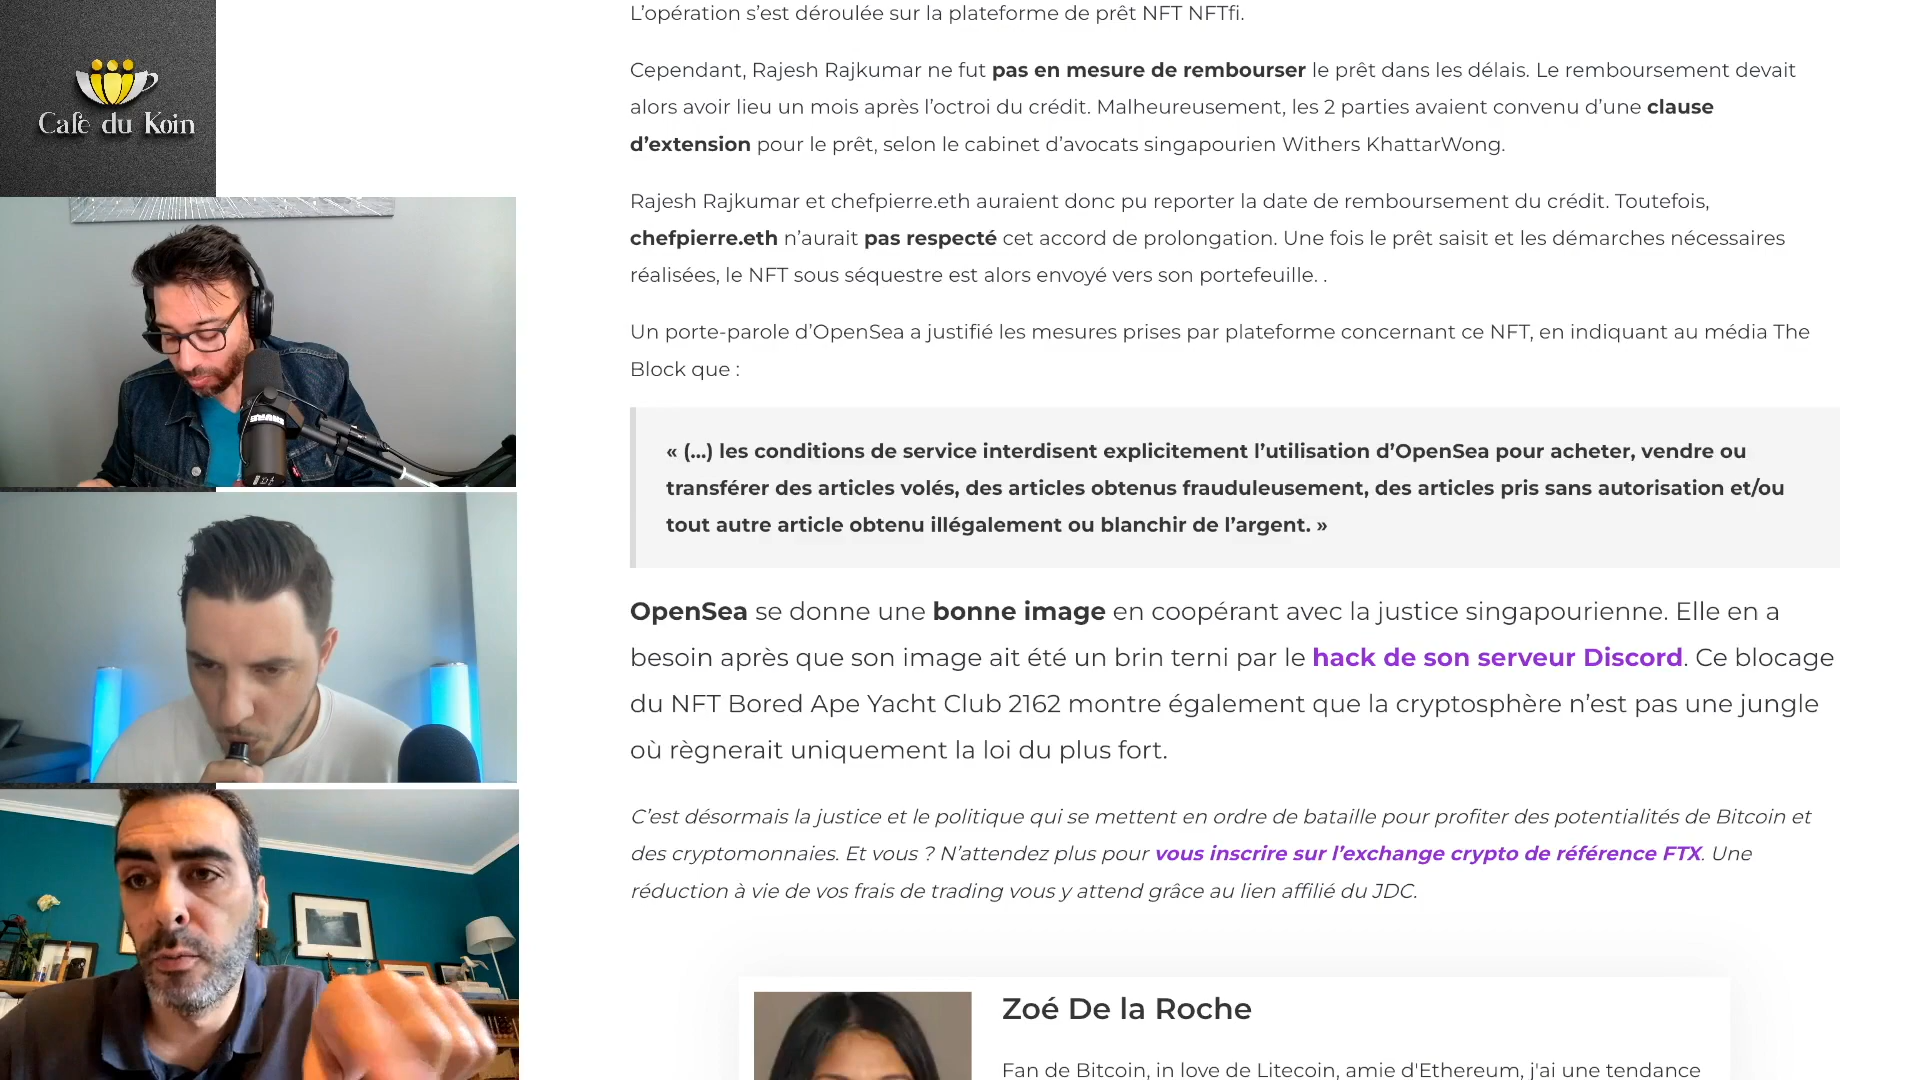 Cafe du Koin
L’opération s’est déroulée sur la plateforme de prêt NFT NFTfi.
Cependant, Rajesh Rajkumar ne fut pas en mesure de rembourser le prêt dans les délais. Le remboursement devait
alors avoir lieu un mois après l’octroi du crédit. Malheureusement, les 2 parties avaient convenu d’une clause
d’extension pour le prêt, selon le cabinet d’avocats singapourien Withers KhattarWong.
Rajesh Rajkumar et chefpierre.eth auraient donc pu reporter la date de remboursement du crédit. Toutefois,
chefpierre.eth n’aurait pas respecté cet accord de prolongation. Une fois le prêt saisit et les démarches nécessaires
réalisées, le NFT sous séquestre est alors envoyé vers son portefeuille. .
Un porte-parole d’OpenSea a justifié les mesures prises par plateforme concernant ce NFT, en indiquant au média The
Block que :
« (…) les conditions de service interdisent explicitement l’utilisation d’OpenSea pour acheter, vendre ou
transférer des articles volés, des articles obtenus frauduleusement, des articles pris sans autorisation et/ou
tout autre article obtenu illégalement ou blanchir de l’argent. »
OpenSea se donne une bonne image en coopérant avec la justice singapourienne. Elle en a
besoin après que son image ait été un brin terni par le hack de son serveur Discord. Ce blocage
du NFT Bored Ape Yacht Club 2162 montre également que la cryptosphère n’est pas une jungle
où règnerait uniquement la loi du plus fort.
C’est désormais la justice et le politique qui se mettent en ordre de bataille pour profiter des potentialités de Bitcoin et
des cryptomonnaies. Et vous ? N’attendez plus pour vous inscrire sur l’exchange crypto de référence FTX. Une
réduction à vie de vos frais de trading vous y attend grâce au lien affilié du JDC.
Zoé De la Roche
Fan de Bitcoin, in love de Litecoin, amie d'Ethereum, j'ai une tendance